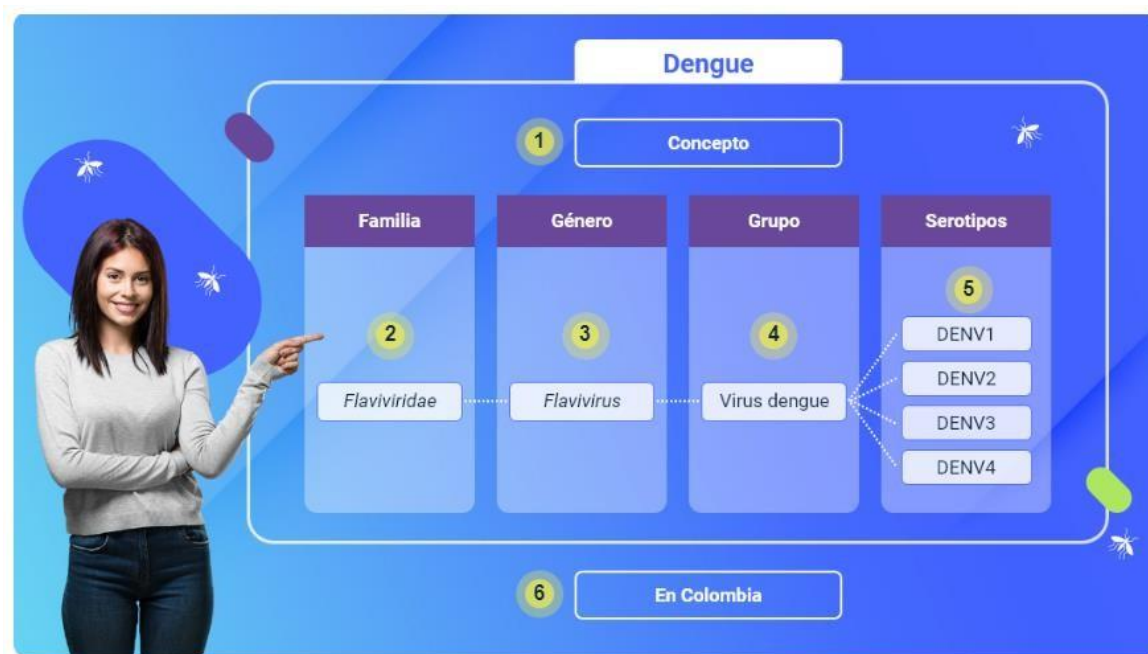 Dengue
1
Concepto
Familia
Género
Grupo
Serotipos
2
3
4
5
Flaviviridae
Flavivirus
Virus dengue
DENV1
DENV2
DENV3
DENV4
6
En Colombia